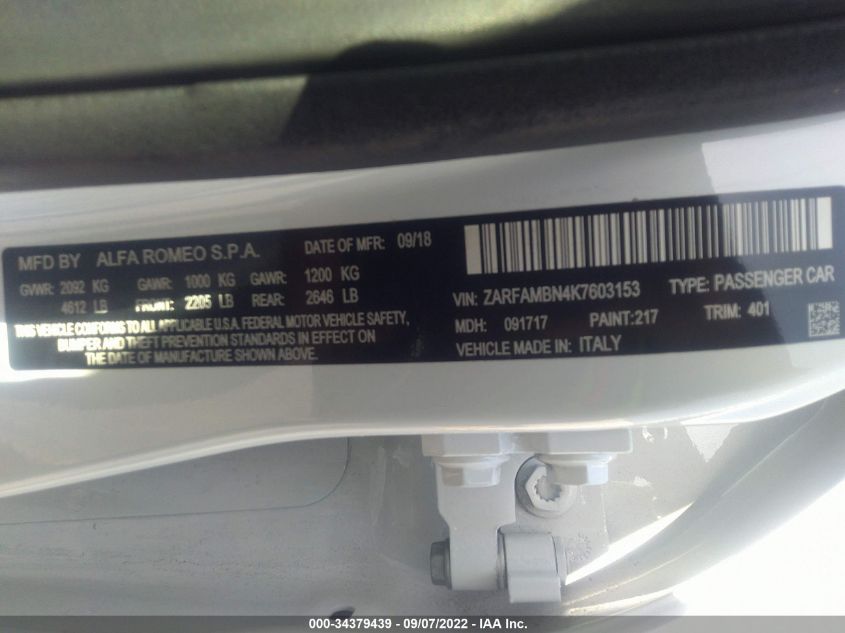 MFD BY ALFA ROMEO S.P.A. DATE OF MFR: 09/18
GVWR: 2092 KG GAWR: 1000 KG GAWR: 1200 KG
4612 LB FRONT: 2205 LB REAR: 2646 LB
THIS VEHICLE CONFORMS TO ALL APPLICABLE U.S.A. FEDERAL MOTOR VEHICLE SAFETY,
BUMPER AND THEFT PREVENTION STANDARDS IN EFFECT ON
THE DATE OF MANUFACTURE SHOWN ABOVE.
VIN: ZARFAMBN4K7603153 TYPE: PASSENGER CAR
MDH: 091717 PAINT:217 TRIM: 401
VEHICLE MADE IN: ITALY
000-34379439 - 09/07/2022 - IAA Inc.